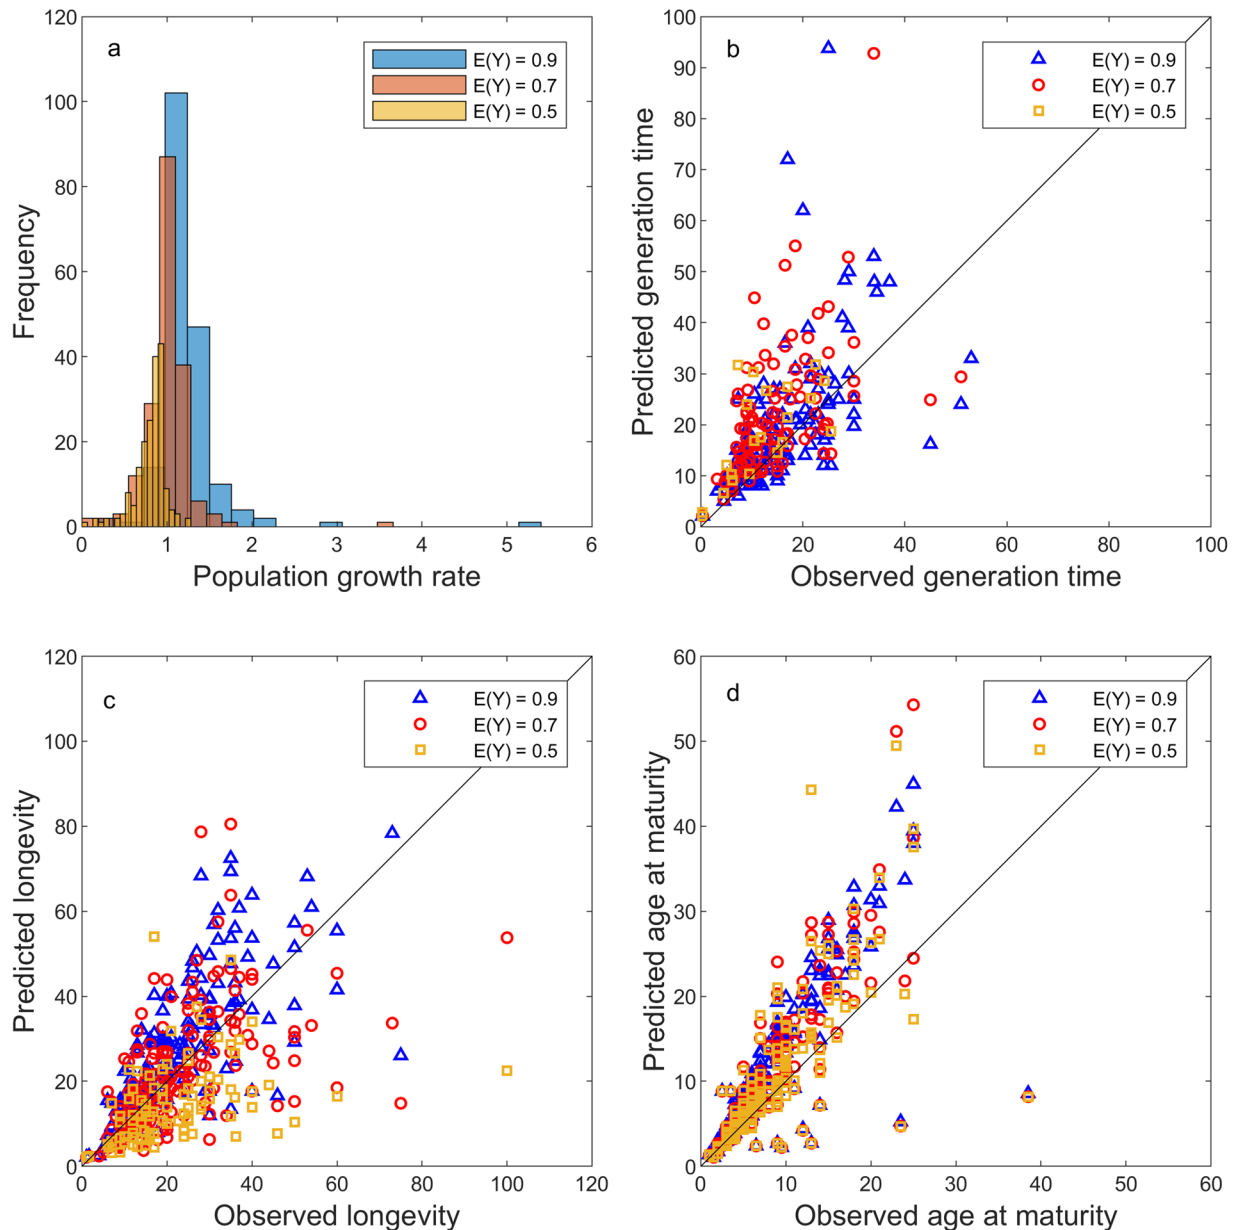 a
E(Y) = 0.9
E(Y) = 0.7
E(Y) = 0.5
120
100
80
60
40
20
0
Frequency
0 1 2 3 4 5 6
Population growth rate
b
E(Y) = 0.9
E(Y) = 0.7
E(Y) = 0.5
100
90
80
70
60
50
40
30
20
10
0
Predicted generation time
0 20 40 60 80 100
Observed generation time
c
E(Y) = 0.9
E(Y) = 0.7
E(Y) = 0.5
120
100
80
60
40
20
0
Predicted longevity
0 20 40 60 80 100 120
Observed longevity
d
E(Y) = 0.9
E(Y) = 0.7
E(Y) = 0.5
60
50
40
30
20
10
0
Predicted age at maturity
0 10 20 30 40 50 60
Observed age at maturity